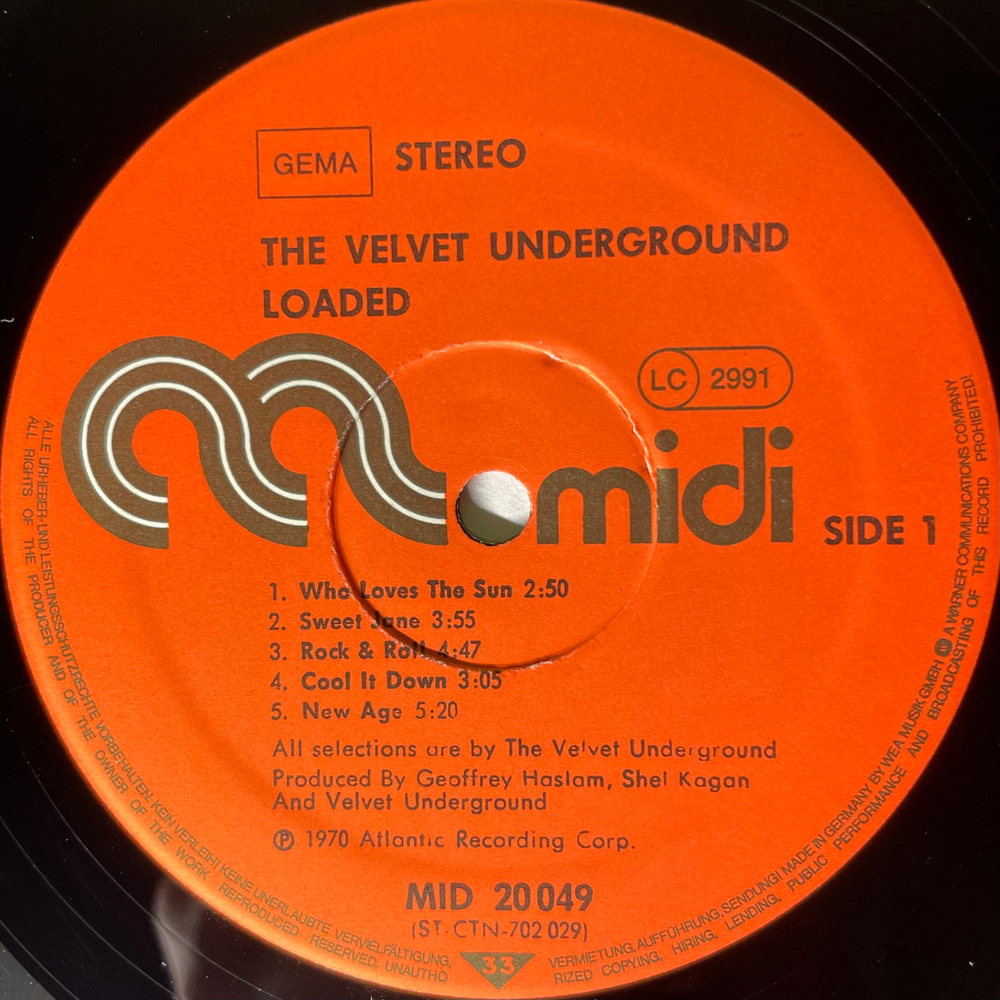 GEMA STEREO
THE VELVET UNDERGROUND
LOADED
LC 2991
midi
SIDE 1
1. Who Loves The Sun 2:50
2. Sweet Jane 3:55
3. Rock & Roll 4:47
4. Cool It Down 3:05
5. New Age 5:20
All selections are by The Velvet Underground
Produced By Geoffrey Haslam, Shel Kagan
And Velvet Underground
℗ 1970 Atlantic Recording Corp.
MID 20 049
(ST-CTN-702 029)
33
ALLE URHEBER- UND LEISTUNGSSCHUTZRECHTE VORBEHALTEN, KEIN VERLEIH! KEINE UNERLAUBTE VERVIELFÄLTIGUNG, VERMIETUNG, AUFFÜHRUNG, SENDUNG! MADE IN GERMANY BY WEA MUSIK GMBH A WARNER COMMUNICATIONS COMPANY
ALL RIGHTS OF THE PRODUCER AND OF THE OWNER OF THE WORK REPRODUCED RESERVED. UNAUTHORIZED COPYING, HIRING, LENDING, PUBLIC PERFORMANCE AND BROADCASTING OF THIS RECORD PROHIBITED!